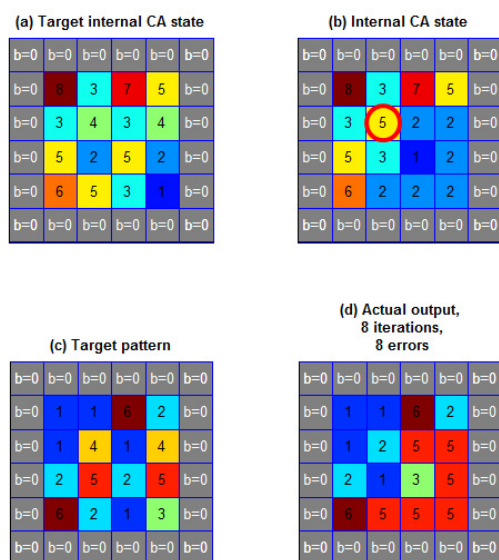 (a) Target internal CA state
b=0 b=0 b=0 b=0 b=0 b=0
b=0 8 3 7 5 b=0
b=0 3 4 3 4 b=0
b=0 5 2 5 2 b=0
b=0 6 5 3 1 b=0
b=0 b=0 b=0 b=0 b=0 b=0
(b) Internal CA state
b=0 b=0 b=0 b=0 b=0 b=0
b=0 8 3 7 5 b=0
b=0 3 5 2 2 b=0
b=0 5 3 1 2 b=0
b=0 6 2 2 2 b=0
b=0 b=0 b=0 b=0 b=0 b=0
(c) Target pattern
b=0 b=0 b=0 b=0 b=0 b=0
b=0 1 1 6 2 b=0
b=0 1 4 1 4 b=0
b=0 2 5 2 5 b=0
b=0 6 2 1 3 b=0
b=0 b=0 b=0 b=0 b=0 b=0
(d) Actual output,
8 iterations,
8 errors
b=0 b=0 b=0 b=0 b=0 b=0
b=0 1 1 6 2 b=0
b=0 1 2 5 5 b=0
b=0 2 1 3 5 b=0
b=0 6 5 5 5 b=0
b=0 b=0 b=0 b=0 b=0 b=0